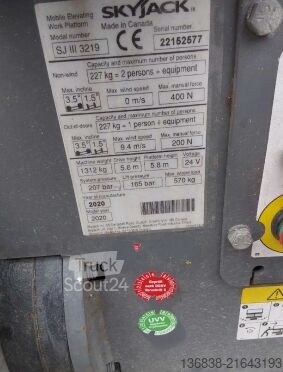 Mobile Elevating
Work Platform
SKYJACK
Made in Canada
Model number
SJ III 3219
CE
Serial number
22152577
Capacity and maximum number of persons
Non-wind
227 kg = 2 persons + equipment
Max. incline
Max. wind speed
Max. manual force
3.5° 1.5°
0 m/s
400 N
Capacity and maximum number of persons
Out-of-doors
227 kg = 1 person + equipment
Max. incline
Max. wind speed
Max. manual force
3.5° 1.5°
9.4 m/s
200 N
Machine weight
Drive height
Platform height
Voltage
1312 kg
5.8 m
5.8 m
24 V
System pressure
Lift pressure
Max wheel load
207 bar
165 bar
570 kg
Year of manufacture
2020
Model year
2020
Truck
Scout24
UVV
136838-21643193